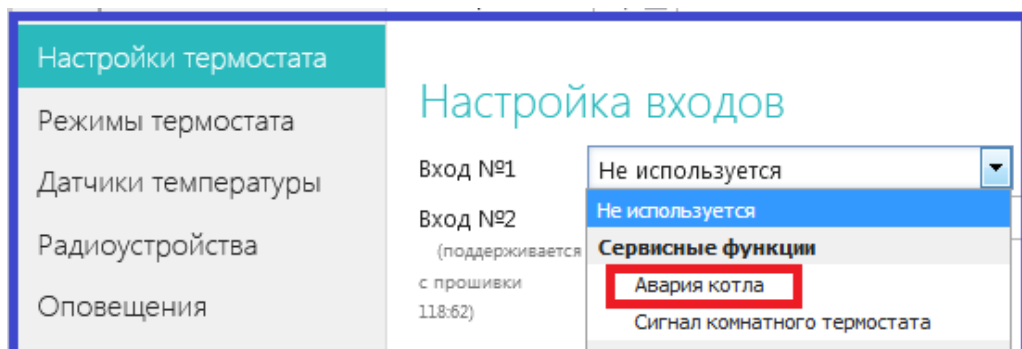 Настройки термостата
Режимы термостата
Датчики температуры
Радиоустройства
Оповещения
Настройка входов
Вход №1
Не используется
Вход №2
(поддерживается
с прошивки
118:62)
Не используется
Сервисные функции
Авария котла
Сигнал комнатного термостата